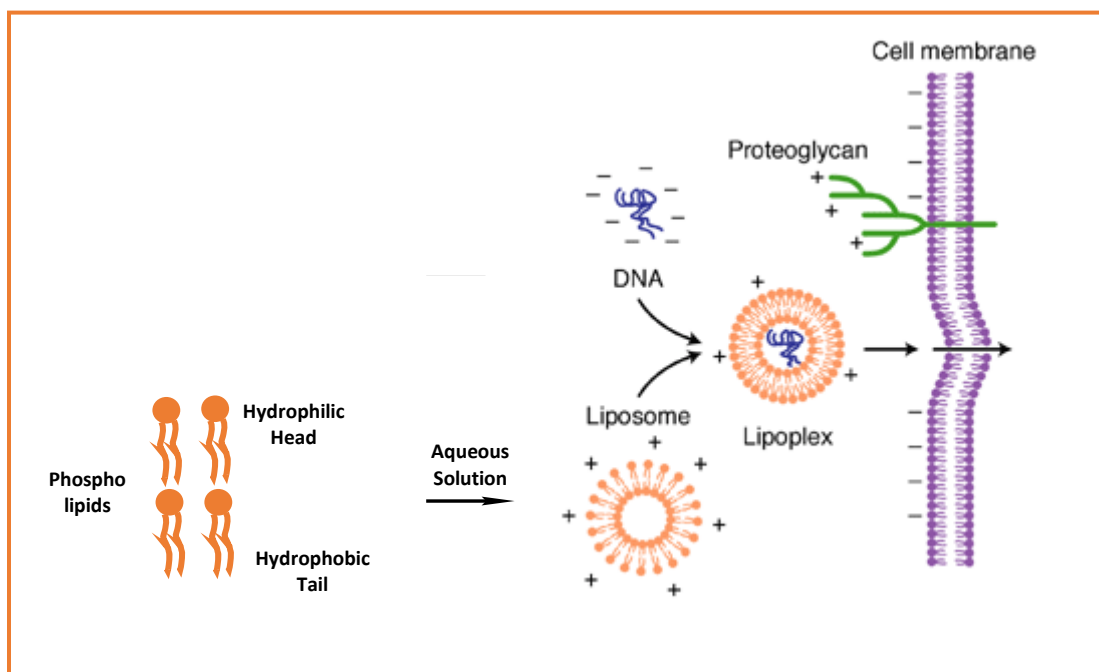 Cell membrane
Proteoglycan
DNA
Liposome
Lipoplex
Hydrophilic
Head
Aqueous
Solution
Phospho
lipids
Hydrophobic
Tail